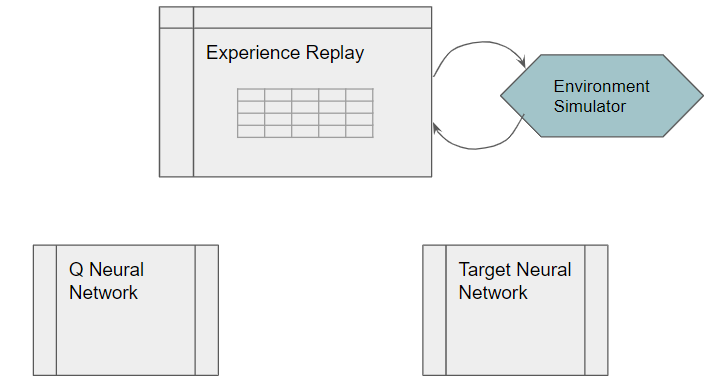 Experience Replay
Environment
Simulator
Q Neural
Network
Target Neural
Network